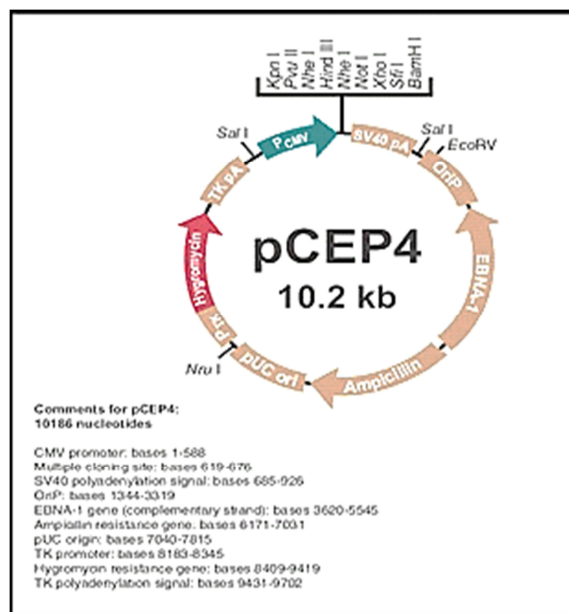 Kpn I
Pvu II
Nhe I
Hind III
Nhe I
Not I
Xho I
Sfi I
BamH I
Sal I
PCMV
SV40 pA
Sal I
EcoRV
TK pA
OriP
pCEP4
10.2 kb
Hygromycin
EBNA-1
P TK
Nru I
pUC ori
Ampicillin
Comments for pCEP4:
10186 nucleotides
CMV promoter: bases 1-588
Multiple cloning site: bases 619-676
SV40 polyadenylation signal: bases 685-926
OriP: bases 1344-3319
EBNA-1 gene (complementary strand): bases 3620-5545
Ampicillin resistance gene: bases 6171-7031
pUC origin: bases 7040-7815
TK promoter: bases 8183-8345
Hygromycin resistance gene: bases 8409-9419
TK polyadenylation signal: bases 9431-9702